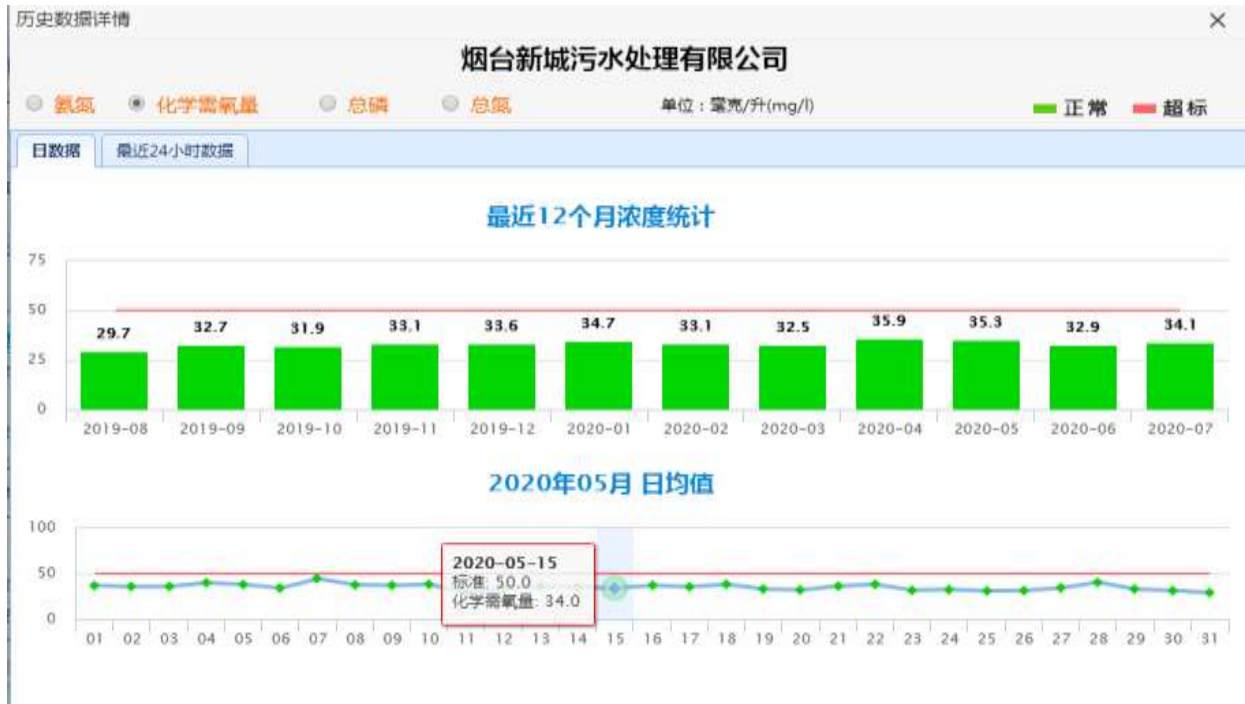 历史数据详情 ×
烟台新城污水处理有限公司
氨氮 化学需氧量 总磷 总氮 单位：毫克/升(mg/l) 正常 超标
日数据 最近24小时数据
最近12个月浓度统计
75
50
29.7 32.7 31.9 33.1 33.6 34.7 33.1 32.5 35.9 35.3 32.9 34.1
25
0
2019-08 2019-09 2019-10 2019-11 2019-12 2020-01 2020-02 2020-03 2020-04 2020-05 2020-06 2020-07
2020年05月 日均值
100
2020-05-15
50
标准: 50.0
化学需氧量: 34.0
0
01 02 03 04 05 06 07 08 09 10 11 12 13 14 15 16 17 18 19 20 21 22 23 24 25 26 27 28 29 30 31